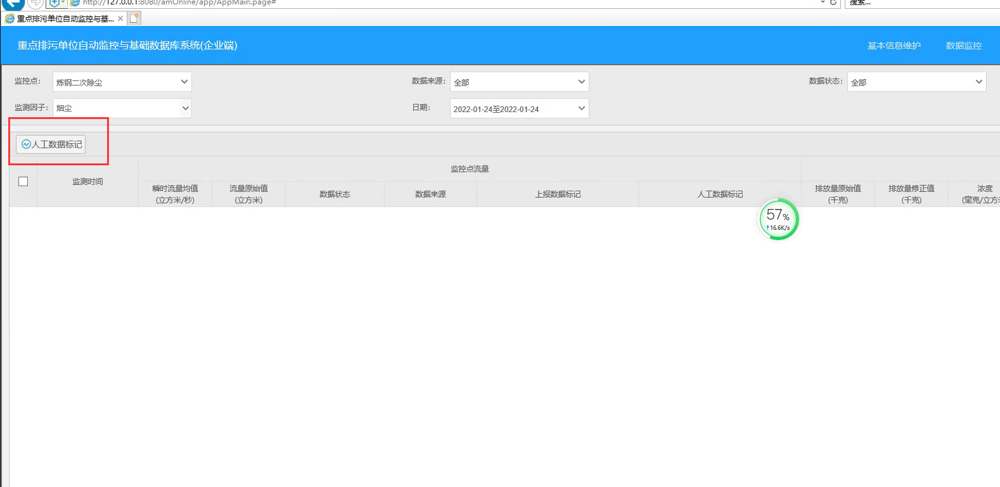 http://127.0.0.1:8080/amOnline/app/AppMain.page#
搜索...
重点排污单位自动监控与基...
重点排污单位自动监控与基础数据库系统(企业端)
基本信息维护
数据监控
监控点:
炼钢二次除尘
数据来源:
全部
数据状态:
全部
监测因子:
烟尘
日期:
2022-01-24至2022-01-24
人工数据标记
监测时间
监控点流量
瞬时流量均值
(立方米/秒)
流量原始值
(立方米)
数据状态
数据来源
上报数据标记
人工数据标记
排放量原始值
(千克)
排放量修正值
(千克)
浓度
(毫克/立方
57%
16.6K/s